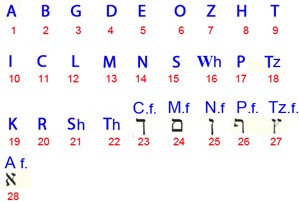 A B G D E O Z H T
1 2 3 4 5 6 7 8 9
I C L M N S Wh P Tz
10 11 12 13 14 15 16 17 18
C.f. M.f N.f P.f. Tz.f.
K R Sh Th ך ם ן ף ץ
19 20 21 22 23 24 25 26 27
A f.
א
28